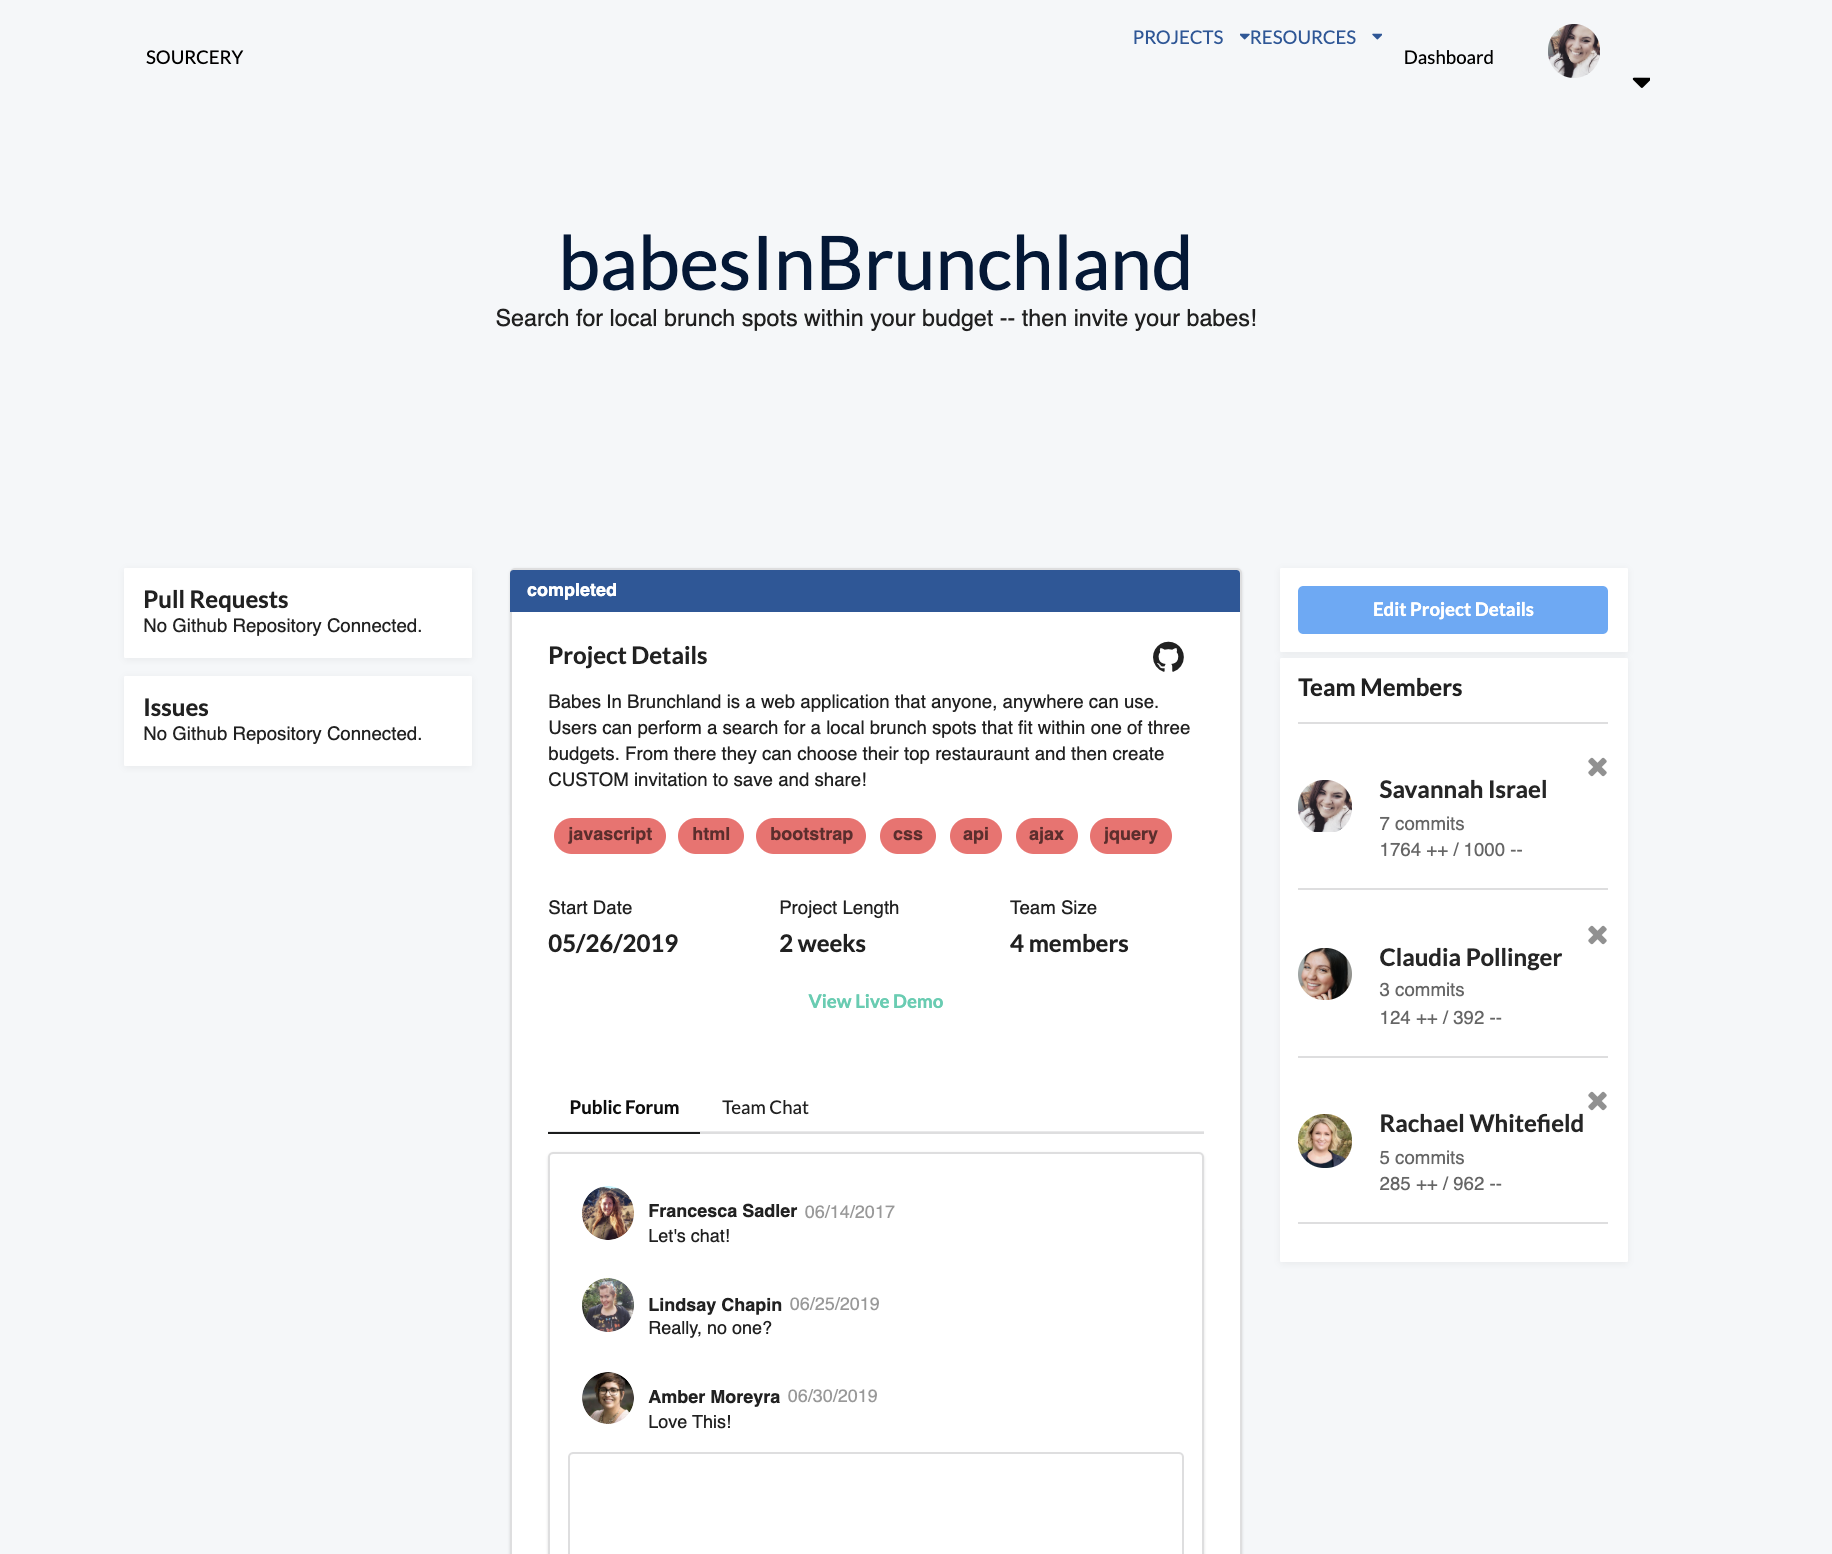 SOURCERY
PROJECTS
RESOURCES
Dashboard
babesInBrunchland
Search for local brunch spots within your budget -- then invite your babes!
Pull Requests
No Github Repository Connected.
Issues
No Github Repository Connected.
completed
Project Details
Babes In Brunchland is a web application that anyone, anywhere can use.
Users can perform a search for a local brunch spots that fit within one of three
budgets. From there they can choose their top restauraunt and then create
CUSTOM invitation to save and share!
javascript html bootstrap css api ajax jquery
Start Date
05/26/2019
Project Length
2 weeks
Team Size
4 members
View Live Demo
Public Forum
Team Chat
Francesca Sadler 06/14/2017
Let's chat!
Lindsay Chapin 06/25/2019
Really, no one?
Amber Moreyra 06/30/2019
Love This!
Edit Project Details
Team Members
Savannah Israel
7 commits
1764 ++ / 1000 --
Claudia Pollinger
3 commits
124 ++ / 392 --
Rachael Whitefield
5 commits
285 ++ / 962 --